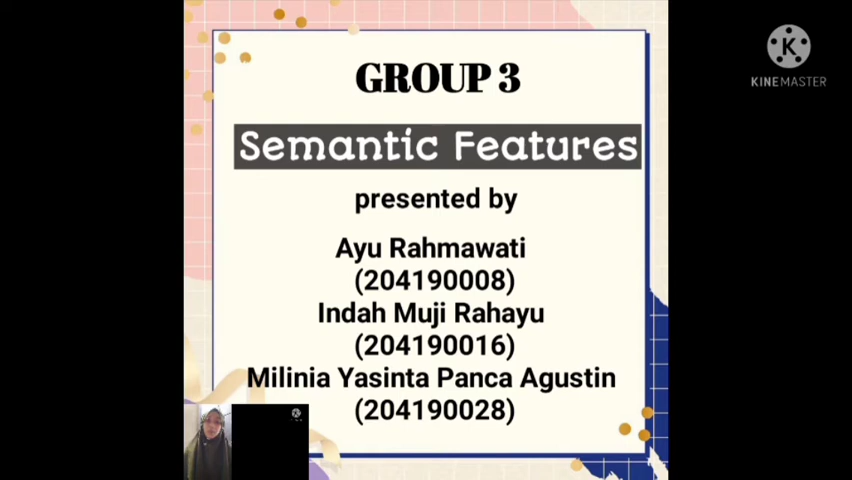 GROUP 3
KINEMASTER
Semantic Features
presented by
Ayu Rahmawati
(204190008)
Indah Muji Rahayu
(204190016)
Milinia Yasinta Panca Agustin
(204190028)